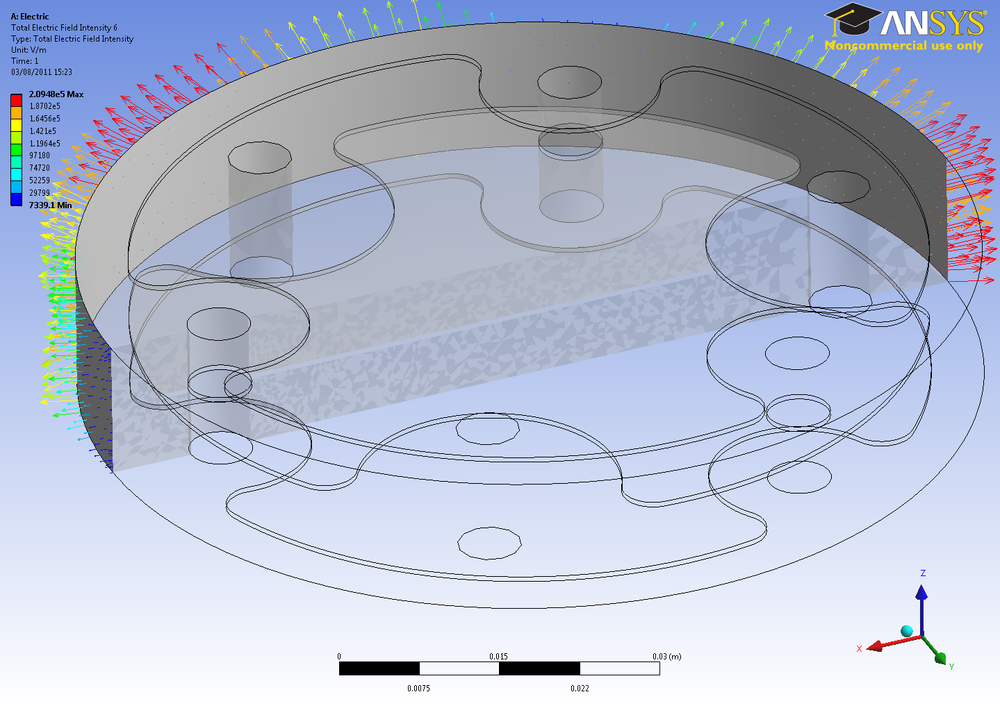 A: Electric
Total Electric Field Intensity 6
Type: Total Electric Field Intensity
Unit: V/m
Time: 1
03/08/2011 15:23
2.0948e5 Max
1.8702e5
1.6456e5
1.421e5
1.1964e5
97180
74720
52259
29799
7339.1 Min
ANSYS
Noncommercial use only
0 0.015 0.03 (m)
0.0075 0.022
Z
X
Y